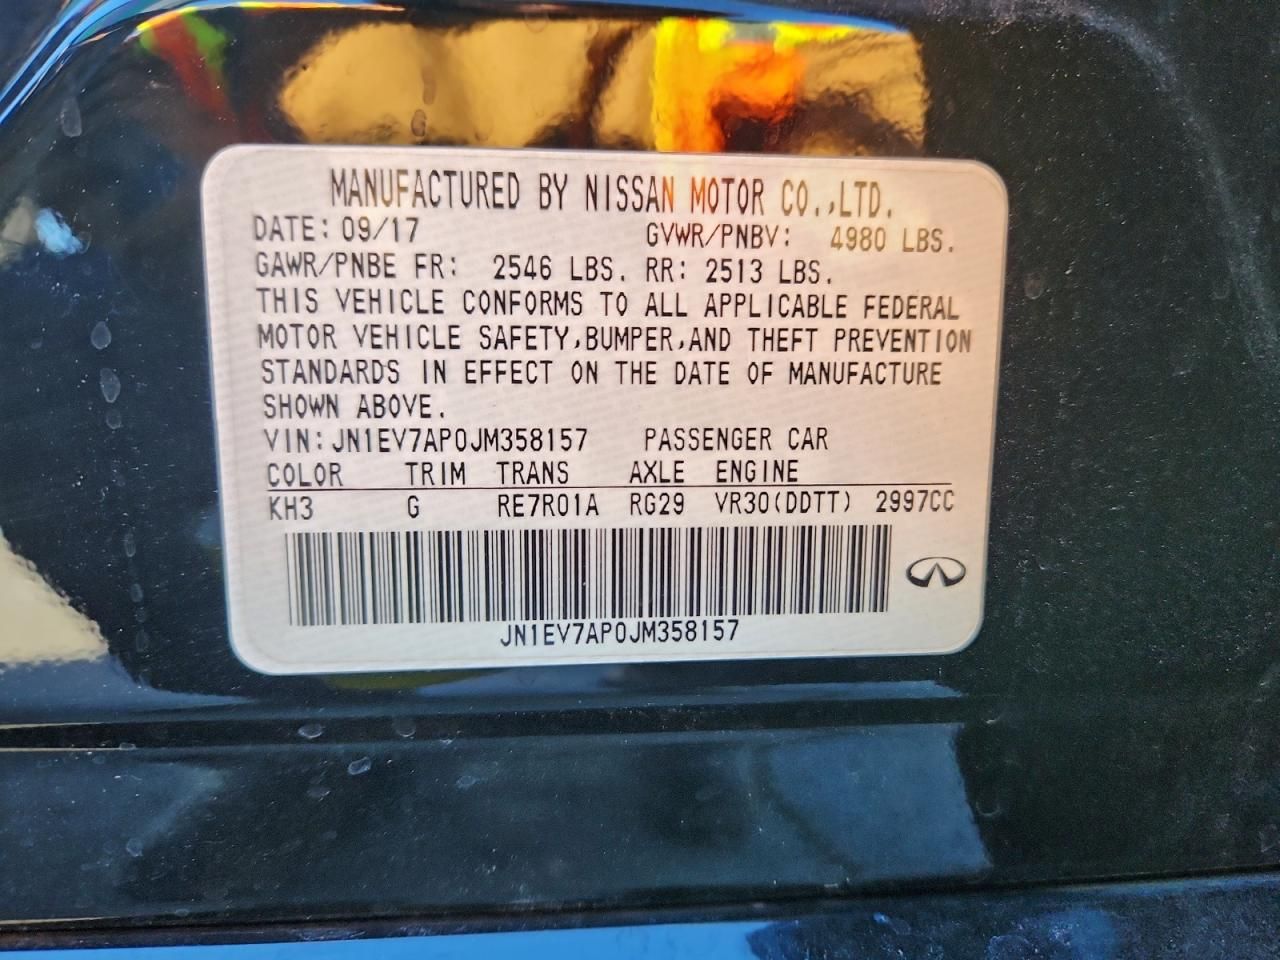 MANUFACTURED BY NISSAN MOTOR CO.,LTD.
DATE: 09/17 GVWR/PNBV: 4980 LBS.
GAWR/PNBE FR: 2546 LBS. RR: 2513 LBS.
THIS VEHICLE CONFORMS TO ALL APPLICABLE FEDERAL
MOTOR VEHICLE SAFETY,BUMPER,AND THEFT PREVENTION
STANDARDS IN EFFECT ON THE DATE OF MANUFACTURE
SHOWN ABOVE.
VIN: JN1EV7AP0JM358157 PASSENGER CAR
COLOR TRIM TRANS AXLE ENGINE
KH3 G RE7R01A RG29 VR30(DDTT) 2997CC
JN1EV7AP0JM358157